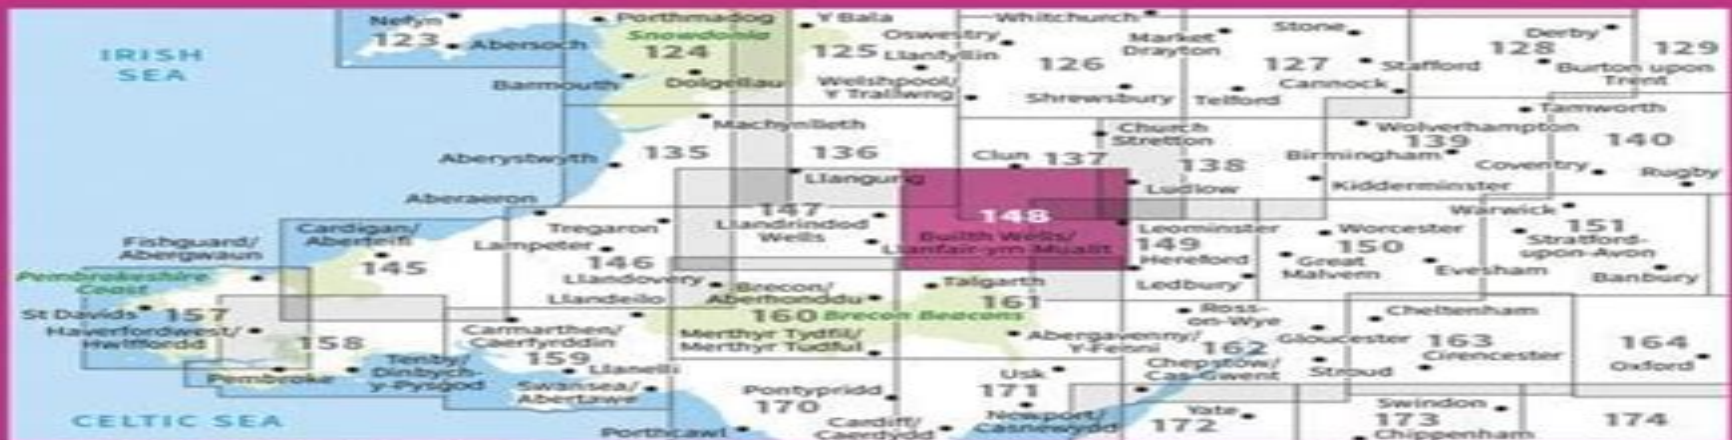 Nefyn
Porthmadog
Y Bala
Whitchurch
Stone
Derby
IRISH
SEA
123
Abersoch
Snowdonia
124
125
Oswestry
Llanfyllin
Market
Drayton
126
127
Stafford
128
129
Burton upon
Trent
Barmouth
Dolgellau
Welshpool/
Y Trallwng
Shrewsbury
Telford
Cannock
Tamworth
Machynlleth
Church
Stretton
Wolverhampton
139
140
Aberystwyth
135
136
Clun
137
138
Birmingham
Coventry
Rugby
Llangurig
Ludlow
Kidderminster
Aberaeron
147
Llandrindod
Wells
148
Builth Wells/
Llanfair-ym-Muallt
Leominster
149
Hereford
Worcester
150
Great
Malvern
Warwick
151
Stratford-
upon-Avon
Fishguard/
Abergwaun
Cardigan/
Aberteifi
145
Tregaron
Lampeter
146
Llandovery
Llandeilo
Evesham
Banbury
Pembrokeshire
Coast
Brecon/
Aberhonddu
Talgarth
161
Ledbury
St Davids
157
Haverfordwest/
Hwlffordd
158
Carmarthen/
Caerfyrddin
159
160
Brecon Beacons
Merthyr Tydfil/
Merthyr Tudful
Abergavenny/
Y-Fenni
Ross-
on-Wye
162
Gloucester
Cheltenham
163
Cirencester
164
Oxford
Pembroke
Tenby/
Dinbych-
y-Pysgod
Llanelli
Swansea/
Abertawe
Pontypridd
170
Usk
171
Chepstow/
Cas-Gwent
Stroud
CELTIC SEA
Porthcawl
Cardiff/
Caerdydd
Newport/
Casnewydd
Yate
172
Swindon
173
Chippenham
174